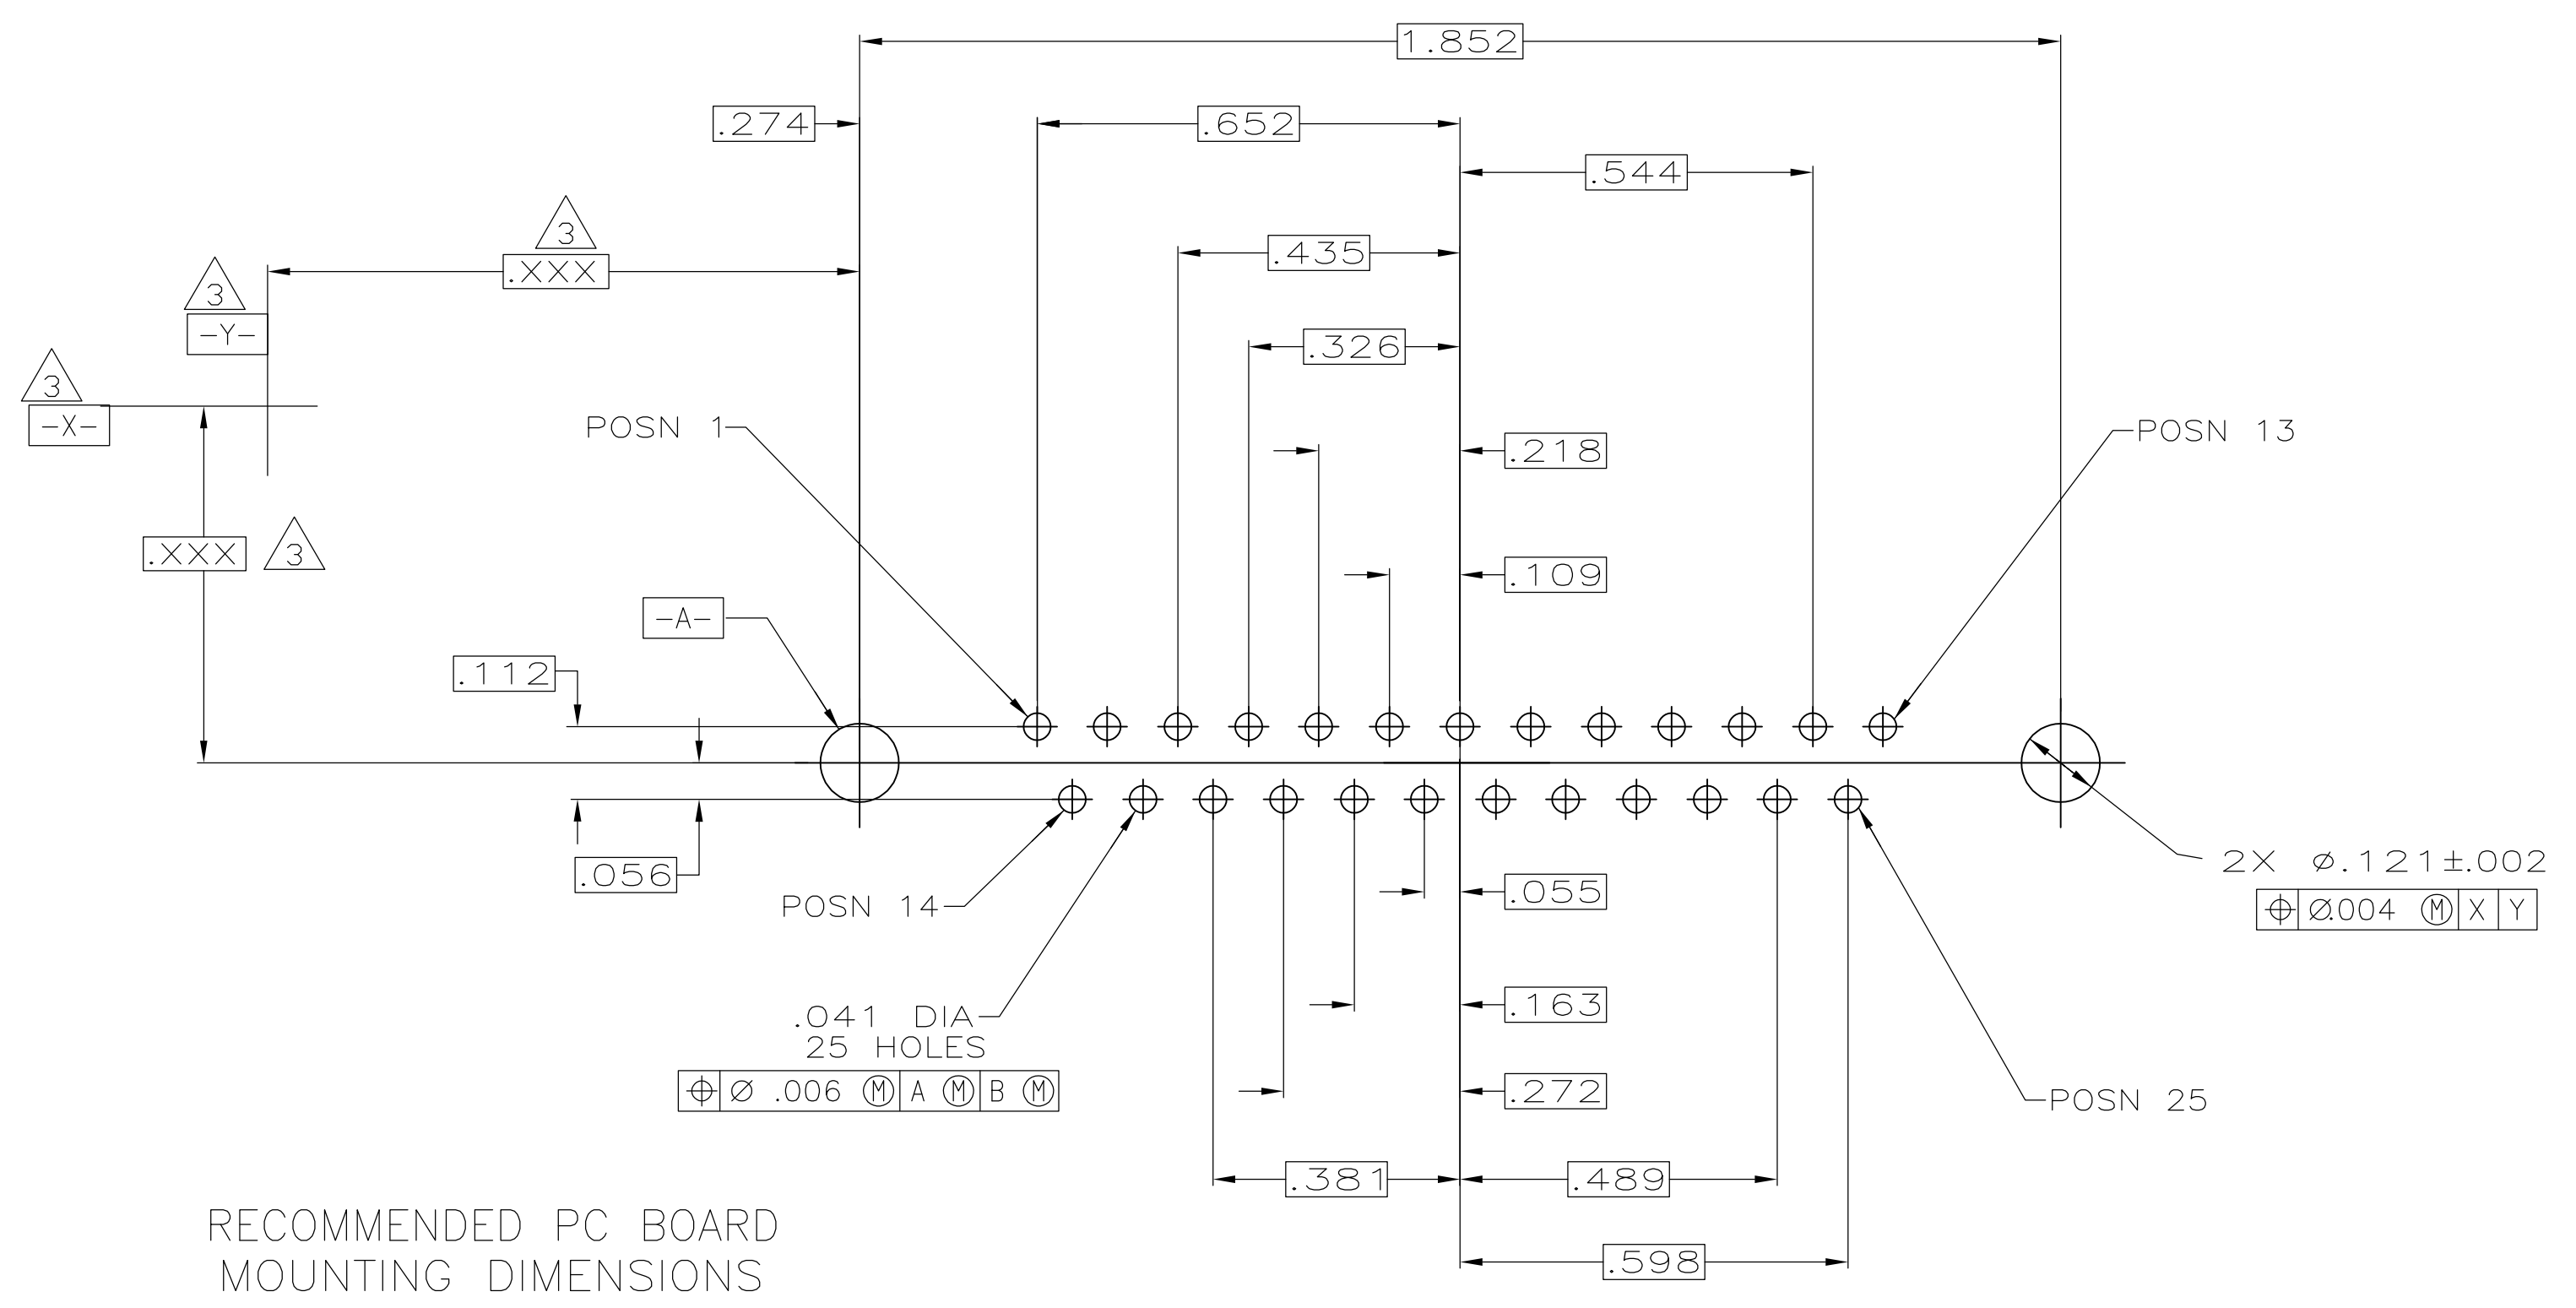 1.852
.274
.652
.544
3
.435
.XXX
3
-Y-
.326
3
-X-
POSN 1
POSN 13
.218
.XXX
3
.109
-A-
.112
2X ø.121±.002
⌖ Ø.004 Ⓜ X Y
.056
POSN 14
.055
.041 DIA
25 HOLES
⌖ Ø .006 Ⓜ A Ⓜ B Ⓜ
.163
.272
POSN 25
.381
.489
.598
RECOMMENDED PC BOARD
MOUNTING DIMENSIONS